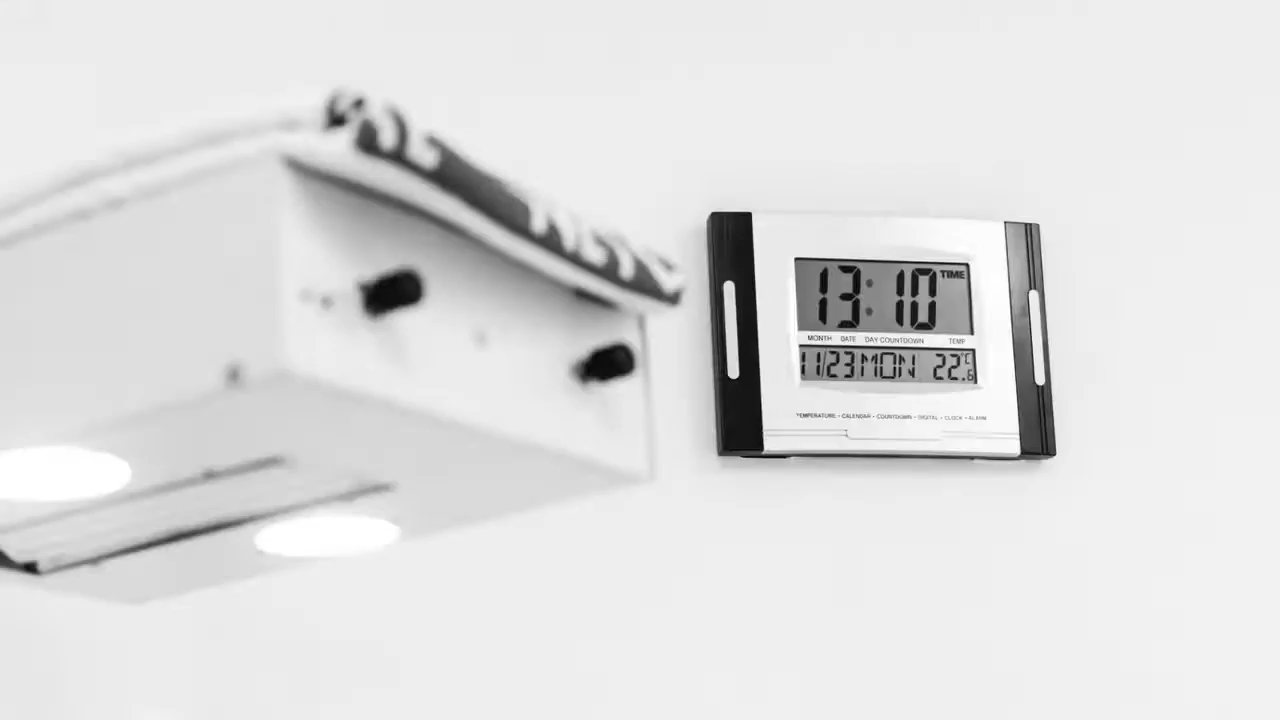 13:10 TIME
MONTH DATE DAY COUNTDOWN TEMP
11/23 MON 22.6°C
TEMPERATURE • CALENDAR • COUNTDOWN • DIGITAL • CLOCK • ALARM